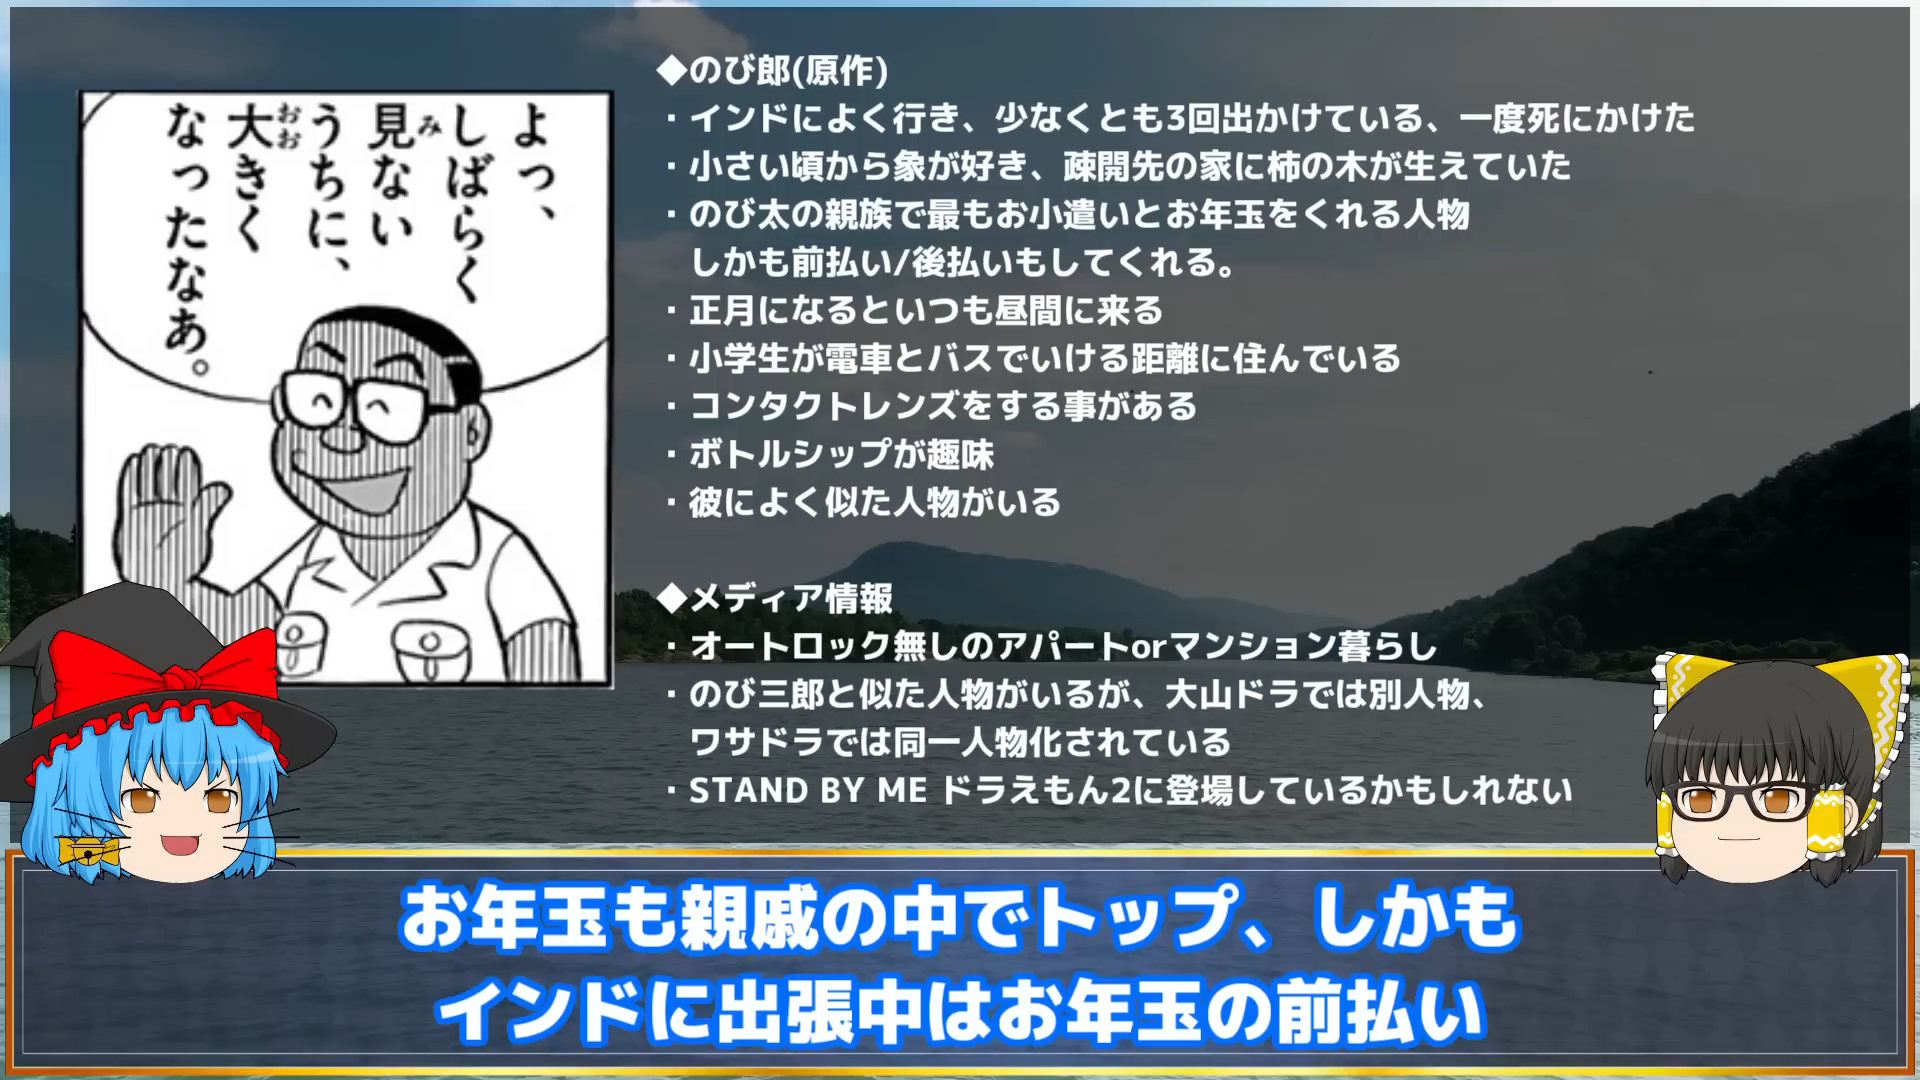 よっ、
しばらく
見ない
うちに、
大きく
なったなあ。
み
おお
◆のび郎(原作)
・インドによく行き、少なくとも3回出かけている、一度死にかけた
・小さい頃から象が好き、疎開先の家に柿の木が生えていた
・のび太の親族で最もお小遣いとお年玉をくれる人物
しかも前払い/後払いもしてくれる。
・正月になるといつも昼間に来る
・小学生が電車とバスでいける距離に住んでいる
・コンタクトレンズをする事がある
・ボトルシップが趣味
・彼によく似た人物がいる
◆メディア情報
・オートロック無しのアパートorマンション暮らし
・のび三郎と似た人物がいるが、大山ドラでは別人物、
ワサドラでは同一人物化されている
・STAND BY ME ドラえもん2に登場しているかもしれない
お年玉も親戚の中でトップ、しかも
インドに出張中はお年玉の前払い